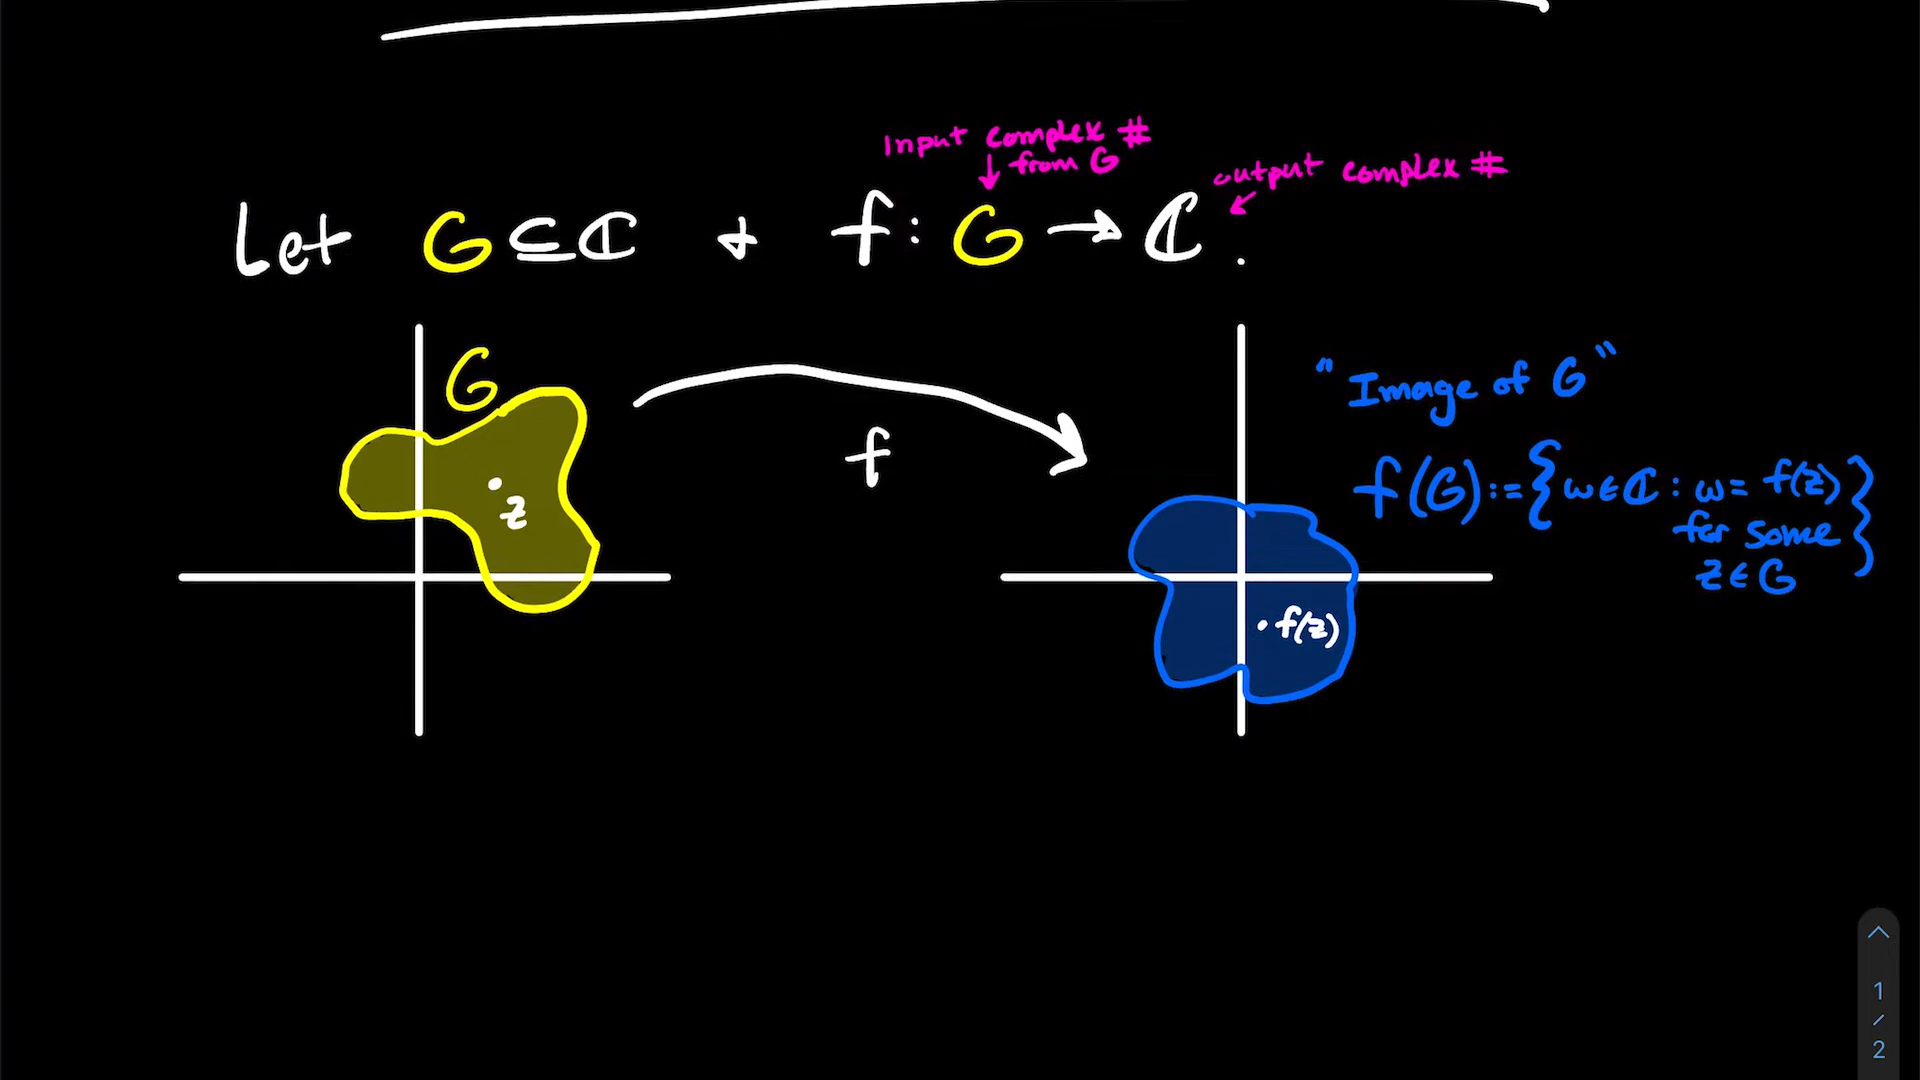 Input complex #
↓ from G
output complex #
Let G ⊆ ℂ & f: G → ℂ.
G
"Image of G"
f
f(G) := { ω ∈ ℂ : ω = f(z)
for some
z ∈ G }
z
• f(z)
1
/
2